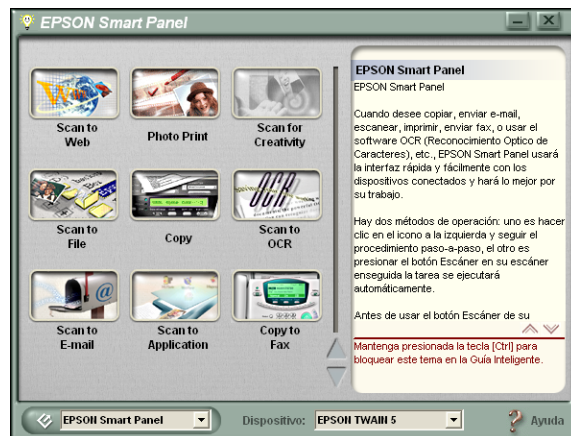 EPSON Smart Panel
Scan to
Web
Photo Print
Scan for
Creativity
Scan to
File
Copy
Scan to
OCR
Scan to
E-mail
Scan to
Application
Copy to
Fax
EPSON Smart Panel
EPSON Smart Panel
Cuando desee copiar, enviar e-mail,
escanear, imprimir, enviar fax, o usar el
software OCR (Reconocimiento Optico de
Caracteres), etc., EPSON Smart Panel usará
la interfaz rápida y fácilmente con los
dispositivos conectados y hará lo mejor por
su trabajo.
Hay dos métodos de operación: uno es hacer
clic en el icono a la izquierda y seguir el
procedimiento paso-a-paso, el otro es
presionar el botón Escáner en su escáner
enseguida la tarea se ejecutará
automáticamente.
Antes de usar el botón Escáner de su
Mantenga presionada la tecla [Ctrl] para
bloquear este tema en la Guía Inteligente.
EPSON Smart Panel
Dispositivo:
EPSON TWAIN 5
Ayuda